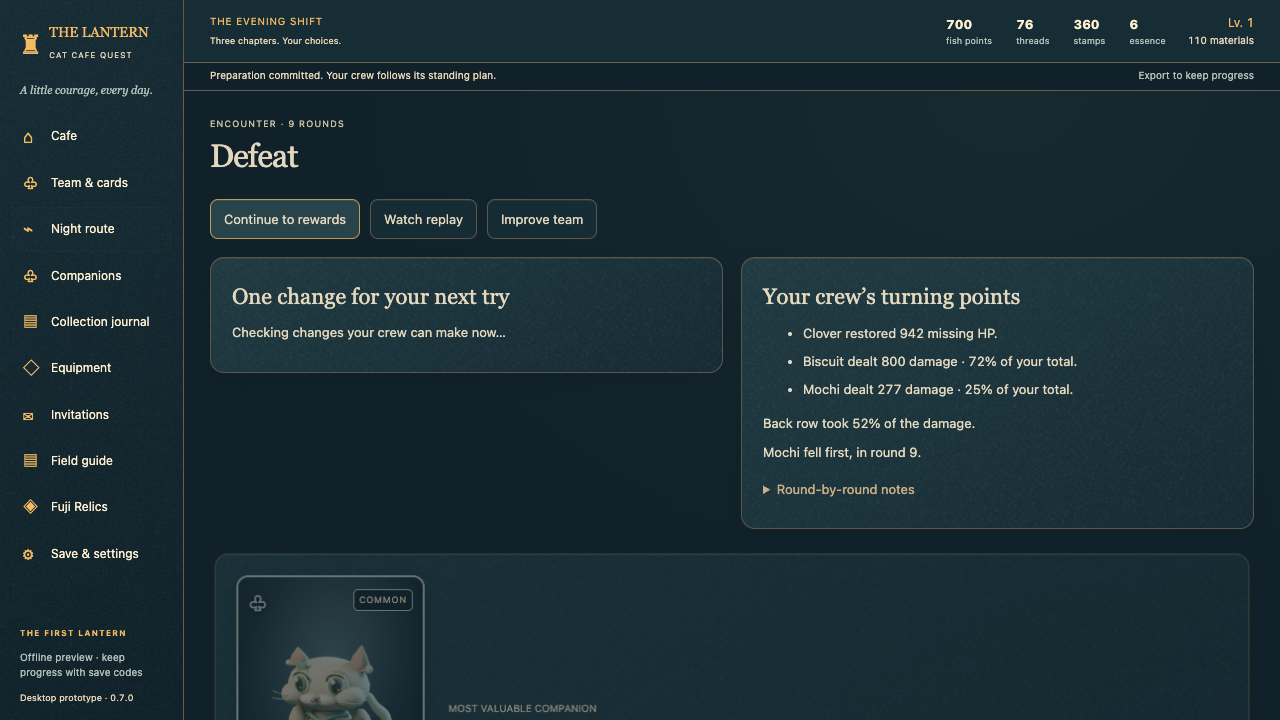 THE LANTERN
CAT CAFE QUEST
A little courage, every day.
Cafe
Team & cards
Night route
Companions
Collection journal
Equipment
Invitations
Field guide
Fuji Relics
Save & settings
THE FIRST LANTERN
Offline preview · keep
progress with save codes
Desktop prototype · 0.7.0
THE EVENING SHIFT
Three chapters. Your choices.
700
fish points
76
threads
360
stamps
6
essence
Lv. 1
110 materials
Preparation committed. Your crew follows its standing plan.
Export to keep progress
ENCOUNTER · 9 ROUNDS
Defeat
Continue to rewards
Watch replay
Improve team
One change for your next try
Checking changes your crew can make now…
Your crew’s turning points
• Clover restored 942 missing HP.
• Biscuit dealt 800 damage · 72% of your total.
• Mochi dealt 277 damage · 25% of your total.
Back row took 52% of the damage.
Mochi fell first, in round 9.
Round-by-round notes
COMMON
MOST VALUABLE COMPANION